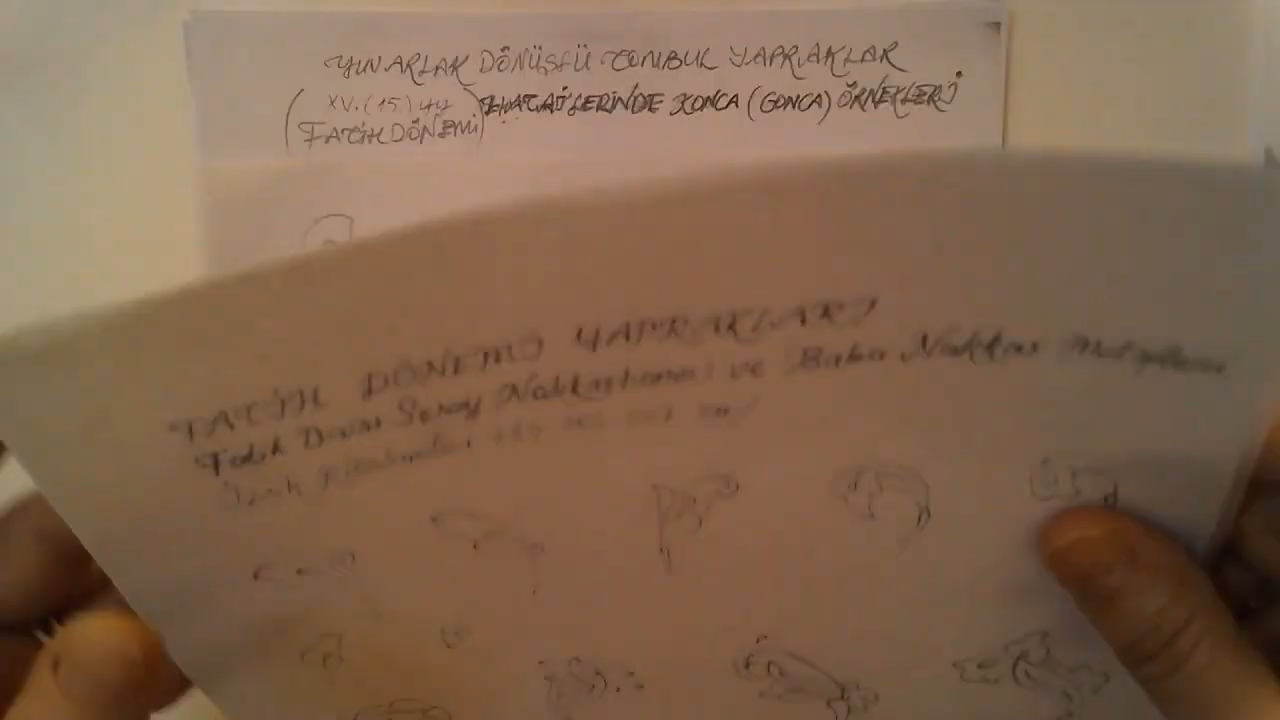 YUVARLAK DÖNÜŞLÜ TOMBUL YAPRAKLAR
(XV. (15) yy HATAİLERİNDE KONCA (GONCA) ÖRNEKLERİ
FATİH DÖNEMİ)
FATİH DÖNEMİ YAPRAKLARI
Fatih Devri Saray Nakkaşhanesi ve Baba Nakkaş